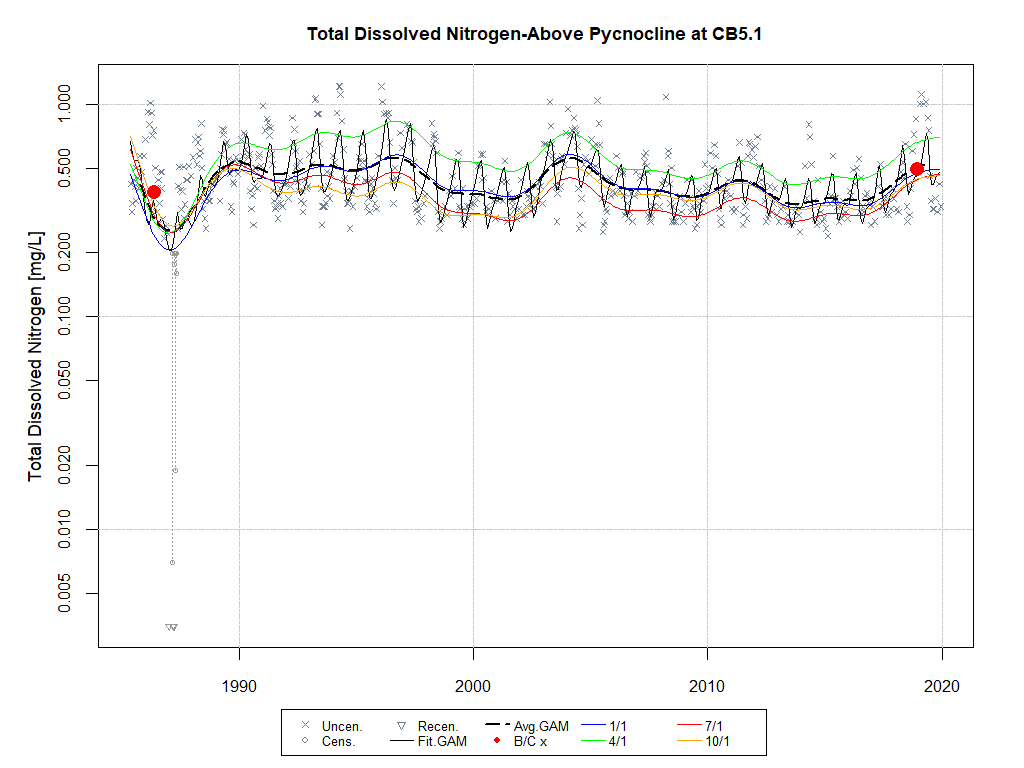 Total Dissolved Nitrogen-Above Pycnocline at CB5.1
Total Dissolved Nitrogen [mg/L]
1.000
0.500
0.200
0.100
0.050
0.020
0.010
0.005
1990 2000 2010 2020
Uncen. Recen. Avg.GAM 1/1 7/1
Cens. Fit.GAM B/C x 4/1 10/1